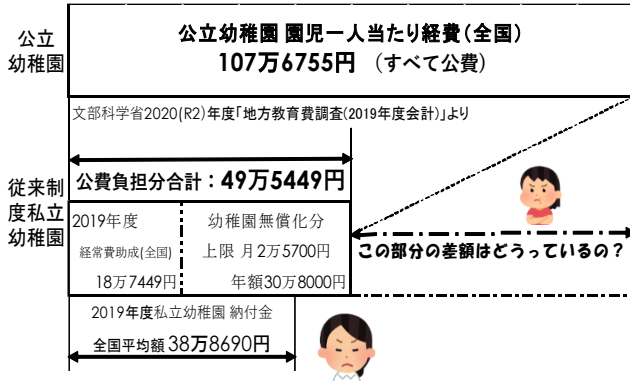 公立
幼稚園
公立幼稚園 園児一人当たり経費(全国)
107万6755円 (すべて公費)
文部科学省2020(R2)年度「地方教育費調査(2019年度会計)」より
従来制
度私立
幼稚園
公費負担分合計:49万5449円
2019年度
経常費助成(全国)
18万7449円
幼稚園無償化分
上限 月2万5700円
年額30万8000円
この部分の差額はどうっているの?
2019年度私立幼稚園 納付金
全国平均額 38万8690円